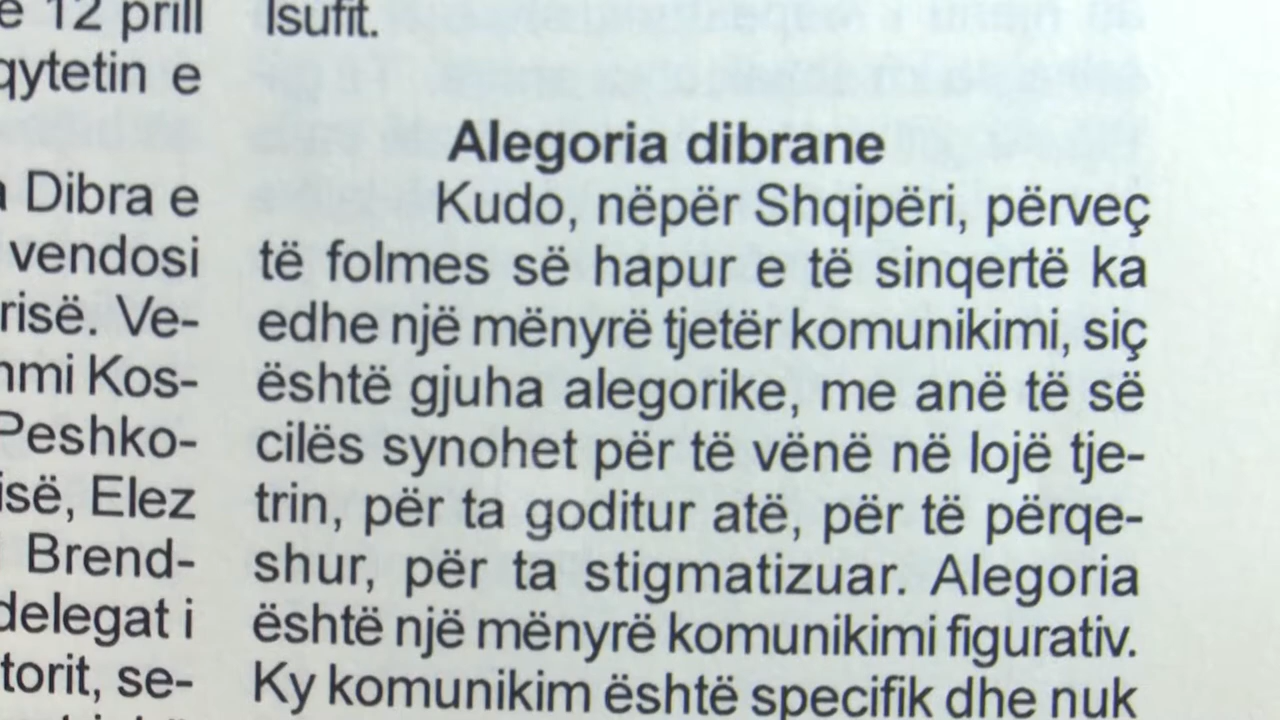 e 12 prill
qytetin e
Dibra e
vendosi
risë. Ve-
Kos-
Peshko-
isë, Elez
Brend-
delegat i
torit, se-
Isufit.
Alegoria dibrane
Kudo, nëpër Shqipëri, përveç
të folmes së hapur e të sinqertë ka
edhe një mënyrë tjetër komunikimi, siç
është gjuha alegorike, me anë të së
cilës synohet për të vënë në lojë tje-
trin, për ta goditur atë, për të përqe-
shur, për ta stigmatizuar. Alegoria
është një mënyrë komunikimi figurativ.
Ky komunikim është specifik dhe nuk